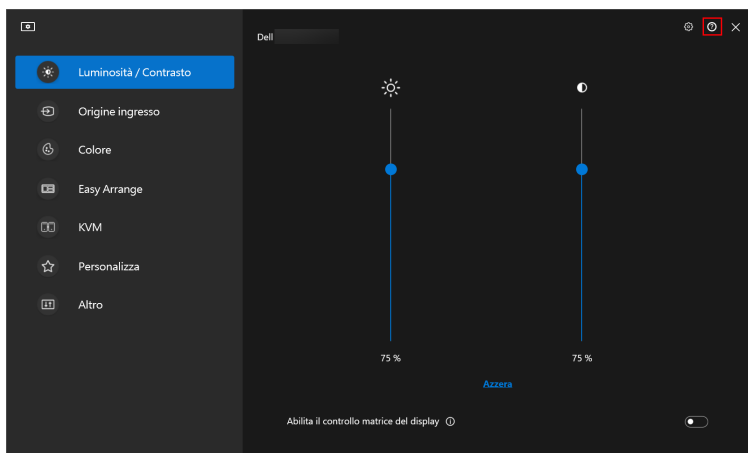 Dell
Luminosità / Contrasto
Origine ingresso
Colore
Easy Arrange
KVM
Personalizza
Altro
75 %
75 %
Azzera
Abilita il controllo matrice del display